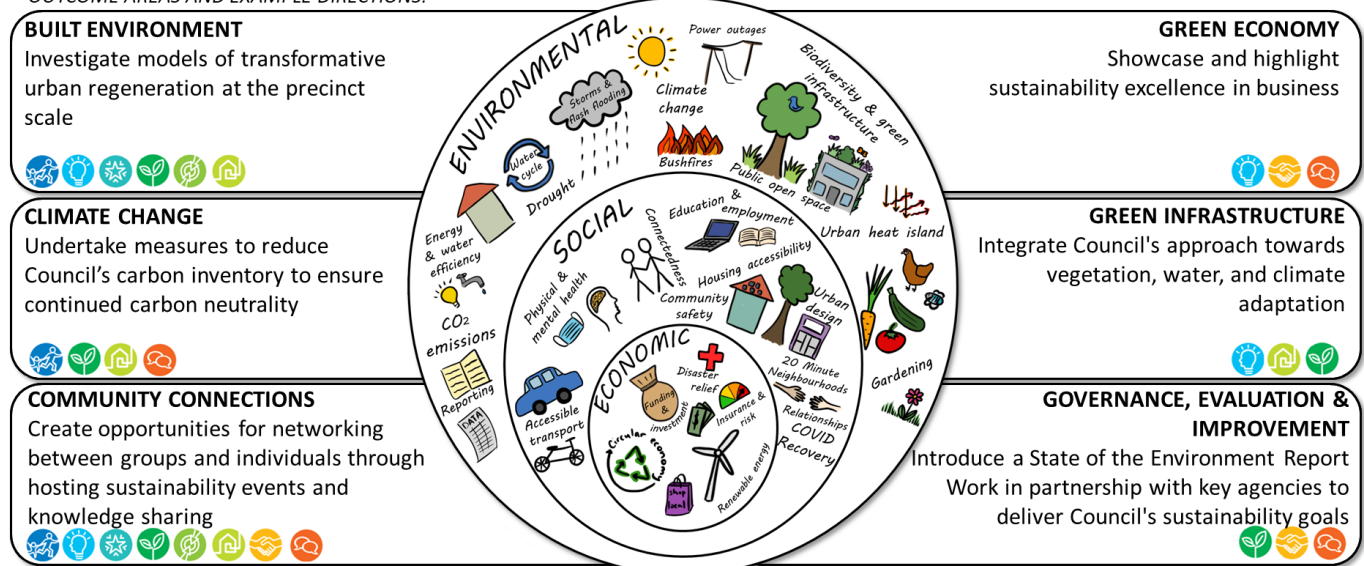 OUTCOME AREAS AND EXAMPLE DIRECTIONS:
BUILT ENVIRONMENT
Investigate models of transformative
urban regeneration at the precinct
scale
CLIMATE CHANGE
Undertake measures to reduce
Council's carbon inventory to ensure
continued carbon neutrality
COMMUNITY CONNECTIONS
Create opportunities for networking
between groups and individuals through
hosting sustainability events and
knowledge sharing
ENVIRONMENTAL
Power outages
Storms &
flash flooding
Climate
change
Biodiversity & green
infrastructure
Water
cycle
Drought
Bushfires
Public open space
Urban heat island
Energy
& water
efficiency
CO2
emissions
Reporting
DATA
Gardening
SOCIAL
Connectedness
Education &
employment
Physical &
mental health
Housing accessibility
Community
safety
Urban
design
20 Minute
Neighbourhoods
Accessible
transport
Relationships
COVID
Recovery
ECONOMIC
Disaster
relief
Funding
&
investment
Insurance &
risk
Circular economy
shop
local
Renewable energy
GREEN ECONOMY
Showcase and highlight
sustainability excellence in business
GREEN INFRASTRUCTURE
Integrate Council's approach towards
vegetation, water, and climate
adaptation
GOVERNANCE, EVALUATION &
IMPROVEMENT
Introduce a State of the Environment Report
Work in partnership with key agencies to
deliver Council's sustainability goals